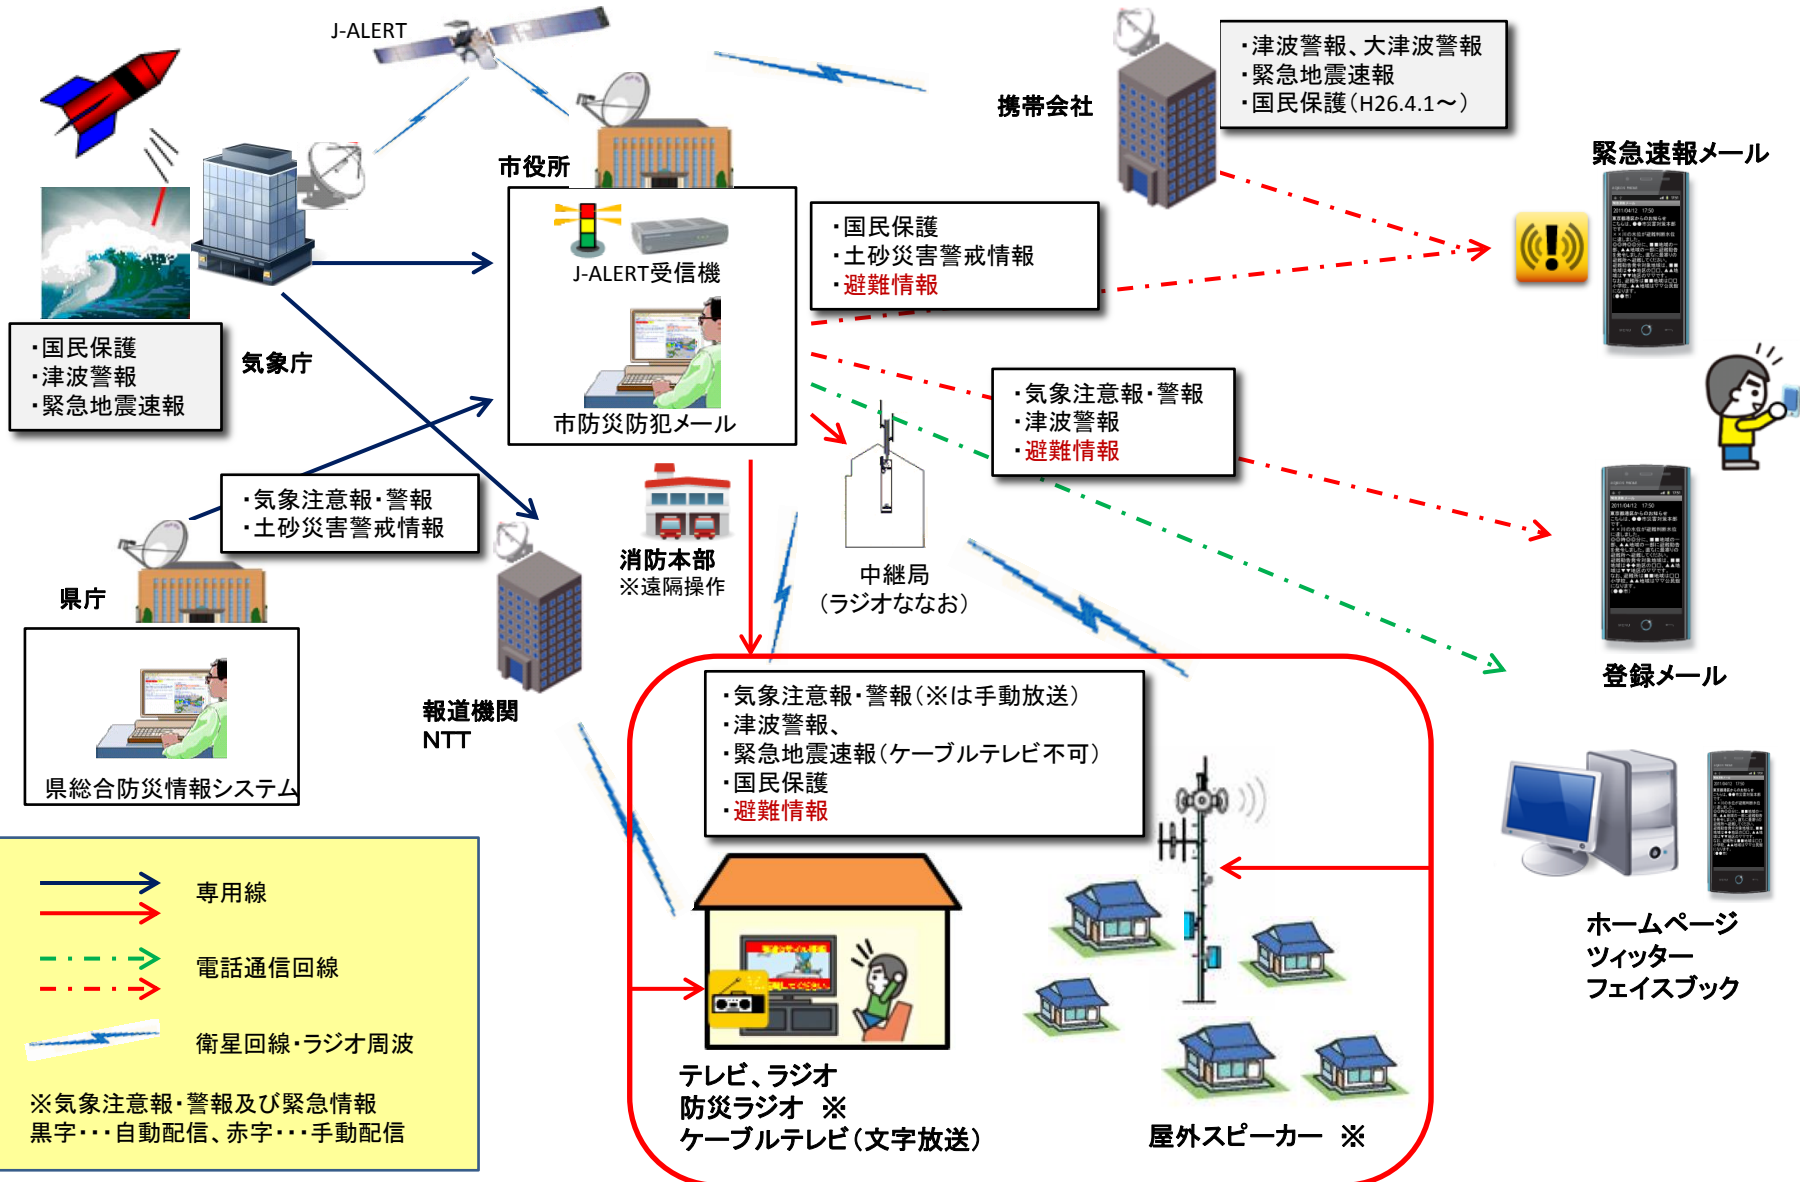 J-ALERT
携帯会社
・津波警報、大津波警報
・緊急地震速報
・国民保護(H26.4.1～)
緊急速報メール
市役所
J-ALERT受信機
市防災防犯メール
・国民保護
・土砂災害警戒情報
・避難情報
・国民保護
・津波警報
・緊急地震速報
気象庁
・気象注意報・警報
・津波警報
・避難情報
・気象注意報・警報
・土砂災害警戒情報
県庁
県総合防災情報システム
消防本部
※遠隔操作
中継局
(ラジオななお)
報道機関
NTT
登録メール
・気象注意報・警報(※は手動放送)
・津波警報、
・緊急地震速報(ケーブルテレビ不可)
・国民保護
・避難情報
テレビ、ラジオ
防災ラジオ ※
ケーブルテレビ(文字放送)
屋外スピーカー ※
ホームページ
ツィッター
フェイスブック
専用線
電話通信回線
衛星回線・ラジオ周波
※気象注意報・警報及び緊急情報
黒字・・・自動配信、赤字・・・手動配信